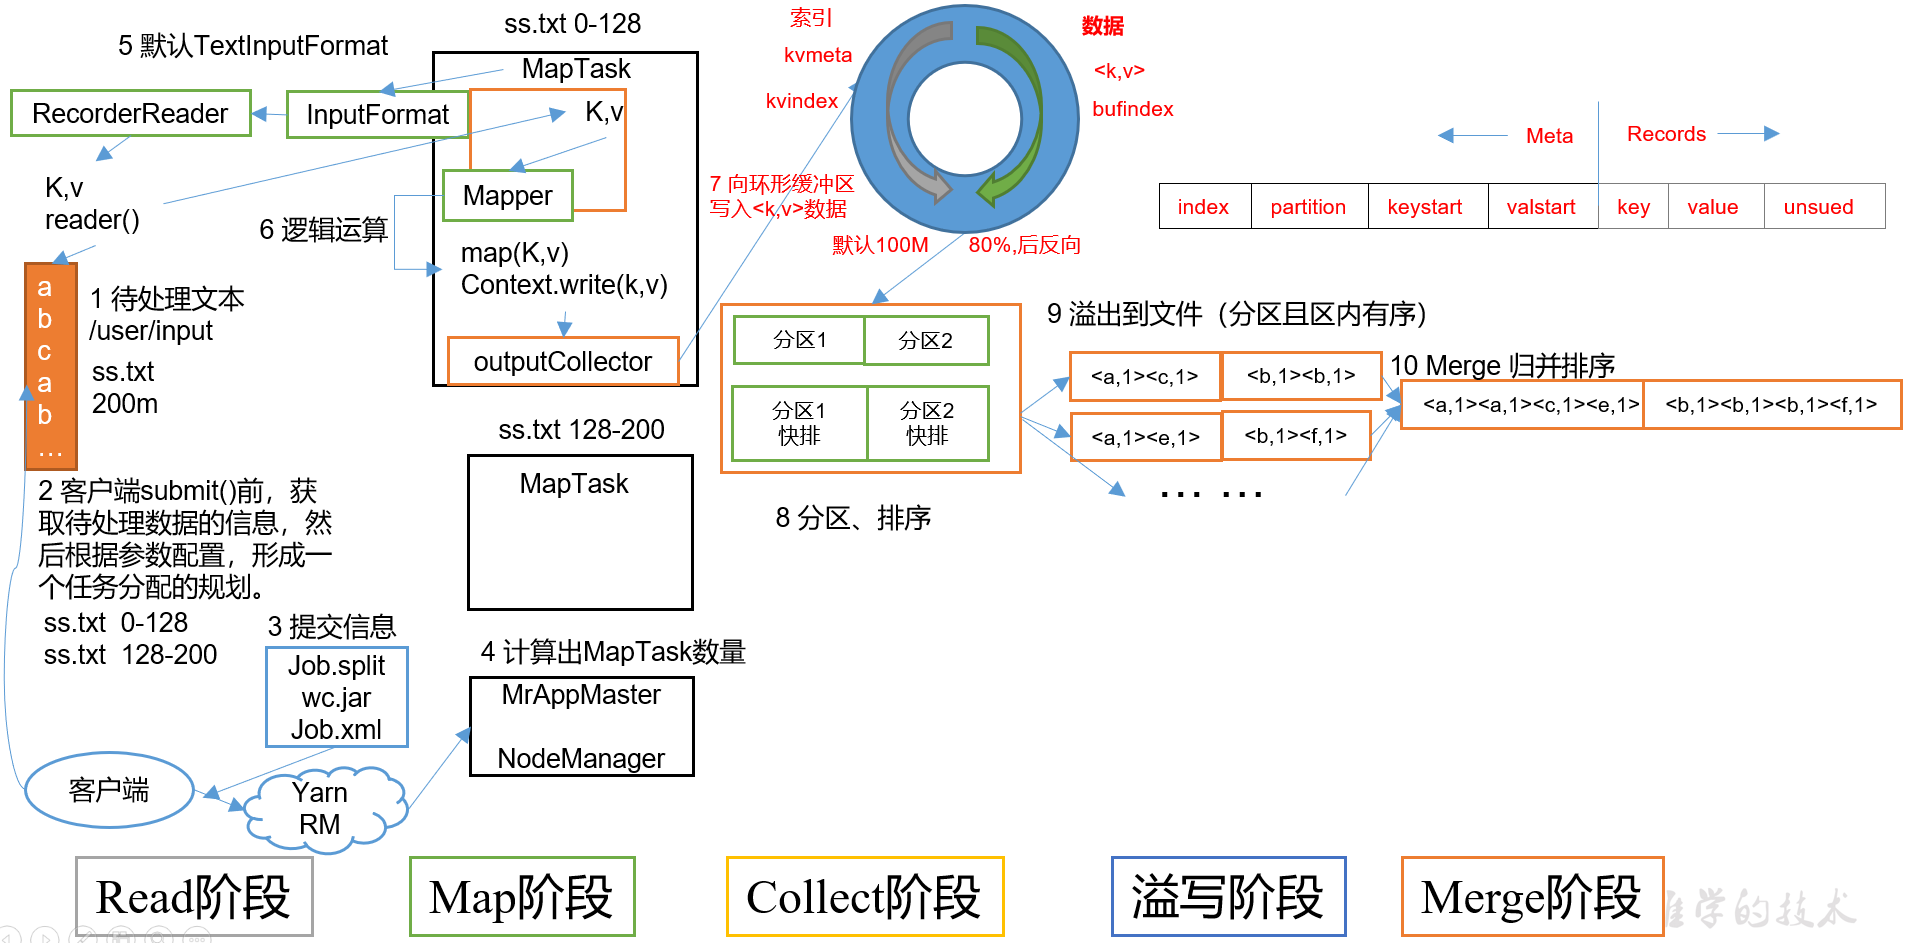 5 默认TextInputFormat
RecorderReader
InputFormat
K,v
reader()
a
b
c
a
b
...
1 待处理文本
/user/input
ss.txt
200m
2 客户端submit()前，获
取待处理数据的信息，然
后根据参数配置，形成一
个任务分配的规划。
ss.txt 0-128
ss.txt 128-200
3 提交信息
Job.split
wc.jar
Job.xml
客户端
Yarn
RM
ss.txt 0-128
MapTask
K,v
Mapper
6 逻辑运算
map(K,v)
Context.write(k,v)
outputCollector
ss.txt 128-200
MapTask
4 计算出MapTask数量
MrAppMaster
NodeManager
索引
kvmeta
kvindex
数据
<k,v>
bufindex
7 向环形缓冲区
写入<k,v>数据
默认100M
80%,后反向
Meta
Records
index
partition
keystart
valstart
key
value
unsued
分区1
分区2
分区1
快排
分区2
快排
8 分区、排序
9 溢出到文件（分区且区内有序）
<a,1><c,1>
<b,1><b,1>
<a,1><e,1>
<b,1><f,1>
... ...
10 Merge 归并排序
<a,1><a,1><c,1><e,1>
<b,1><b,1><b,1><f,1>
Read阶段
Map阶段
Collect阶段
溢写阶段
Merge阶段
学的技术